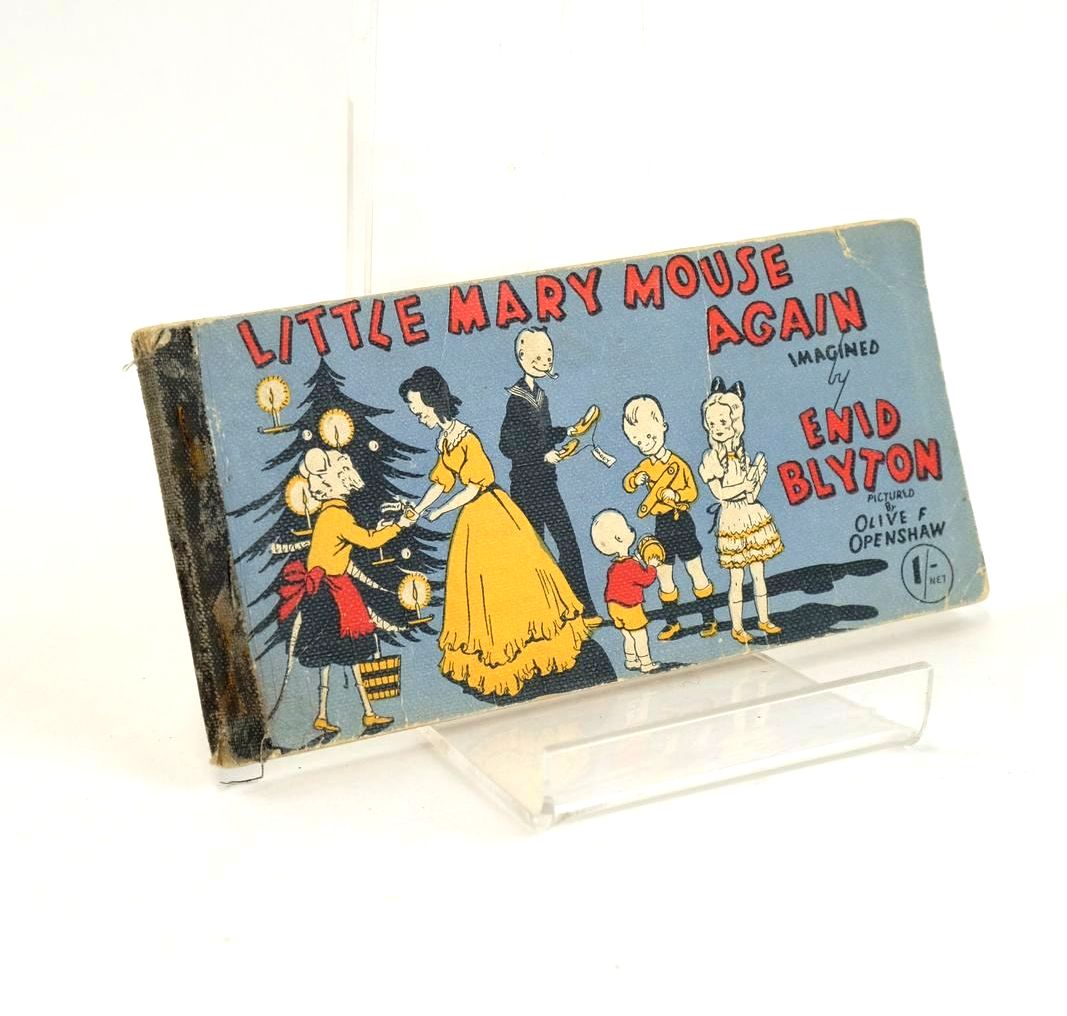 LITTLE MARY MOUSE
AGAIN
IMAGINED
by
ENID
BLYTON
PICTURED
By
OLIVE F
OPENSHAW
1/-
NET